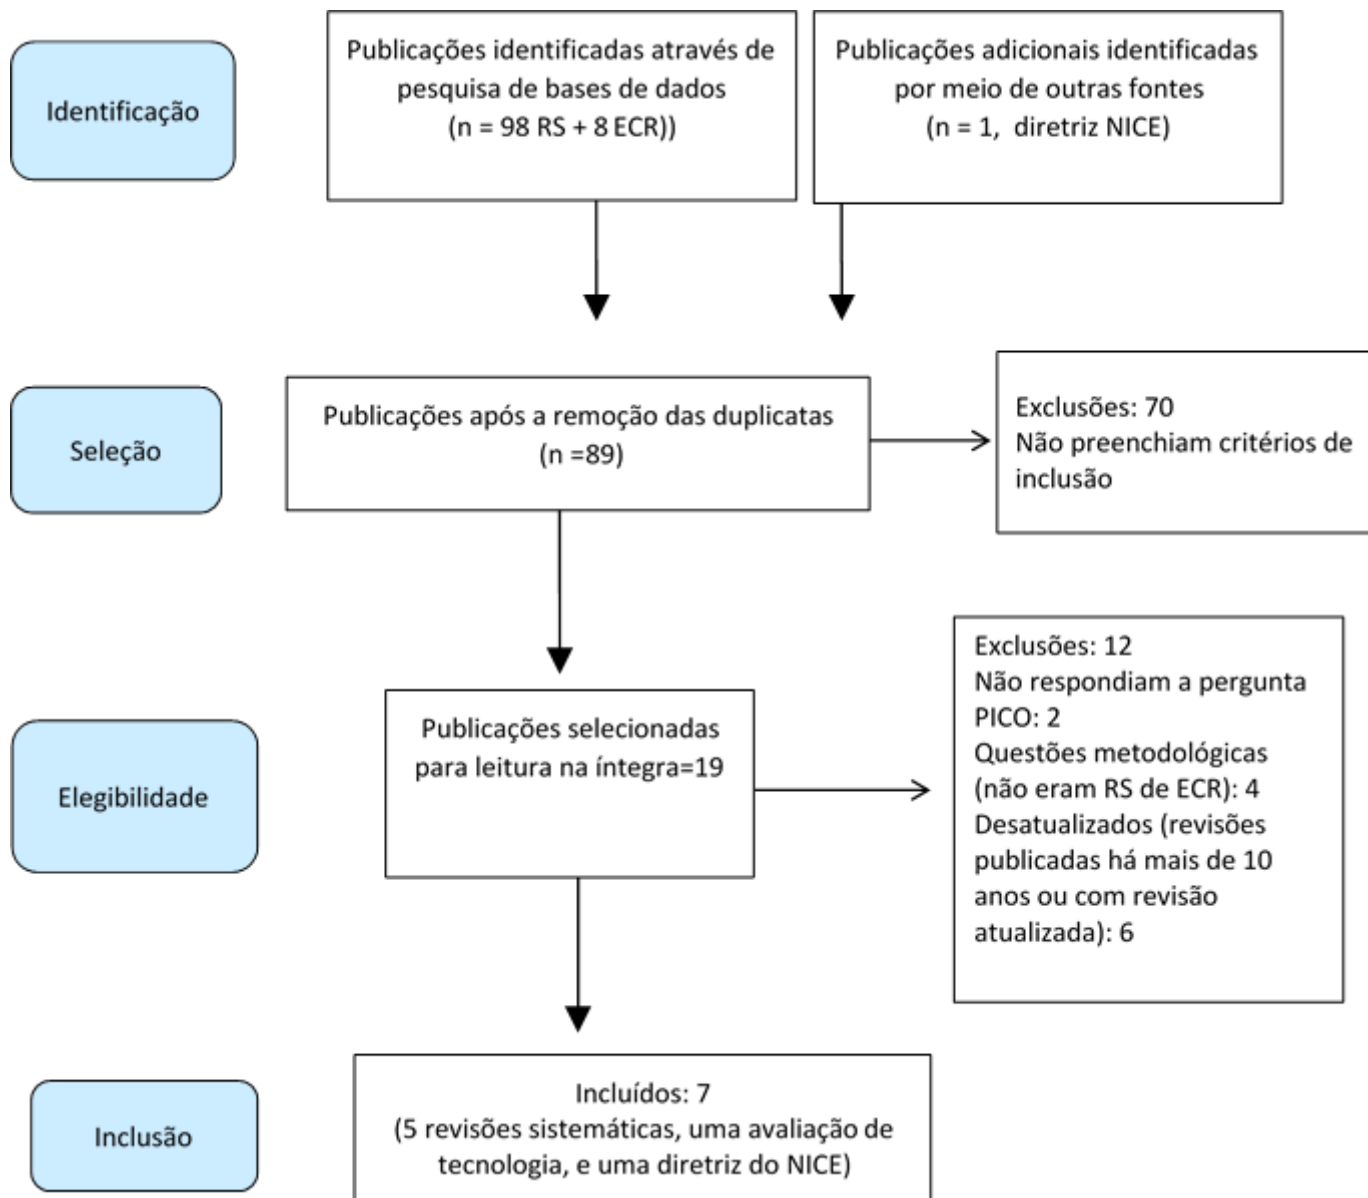 Identificação
Publicações identificadas através de
pesquisa de bases de dados
(n = 98 RS + 8 ECR))
Publicações adicionais identificadas
por meio de outras fontes
(n = 1, diretriz NICE)
Seleção
Publicações após a remoção das duplicatas
(n =89)
Exclusões: 70
Não preenchiam critérios de
inclusão
Elegibilidade
Publicações selecionadas
para leitura na íntegra=19
Exclusões: 12
Não respondiam a pergunta
PICO: 2
Questões metodológicas
(não eram RS de ECR): 4
Desatualizados (revisões
publicadas há mais de 10
anos ou com revisão
atualizada): 6
Inclusão
Incluídos: 7
(5 revisões sistemáticas, uma avaliação de
tecnologia, e uma diretriz do NICE)